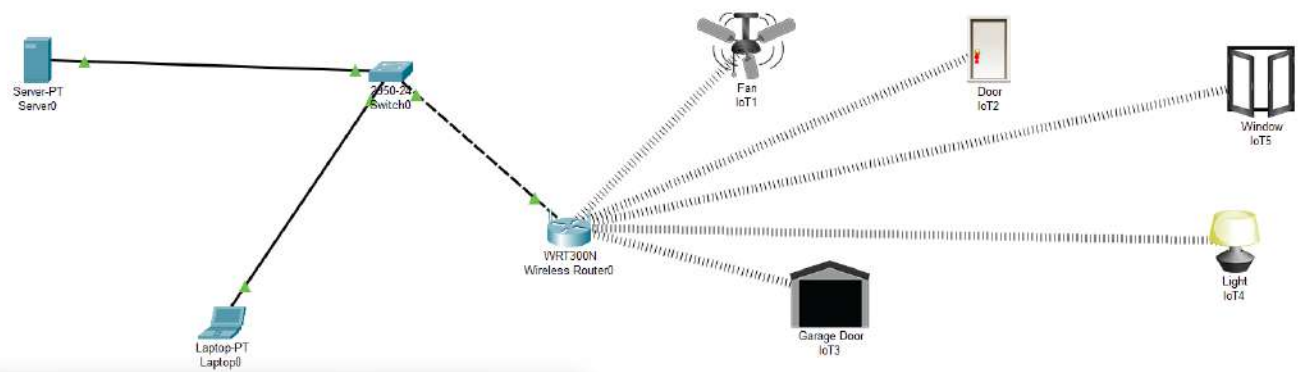 Server-PT
Server0
2950-24
Switch0
Laptop-PT
Laptop0
WRT300N
Wireless Router0
Fan
IoT1
Door
IoT2
Window
IoT5
Light
IoT4
Garage Door
IoT3